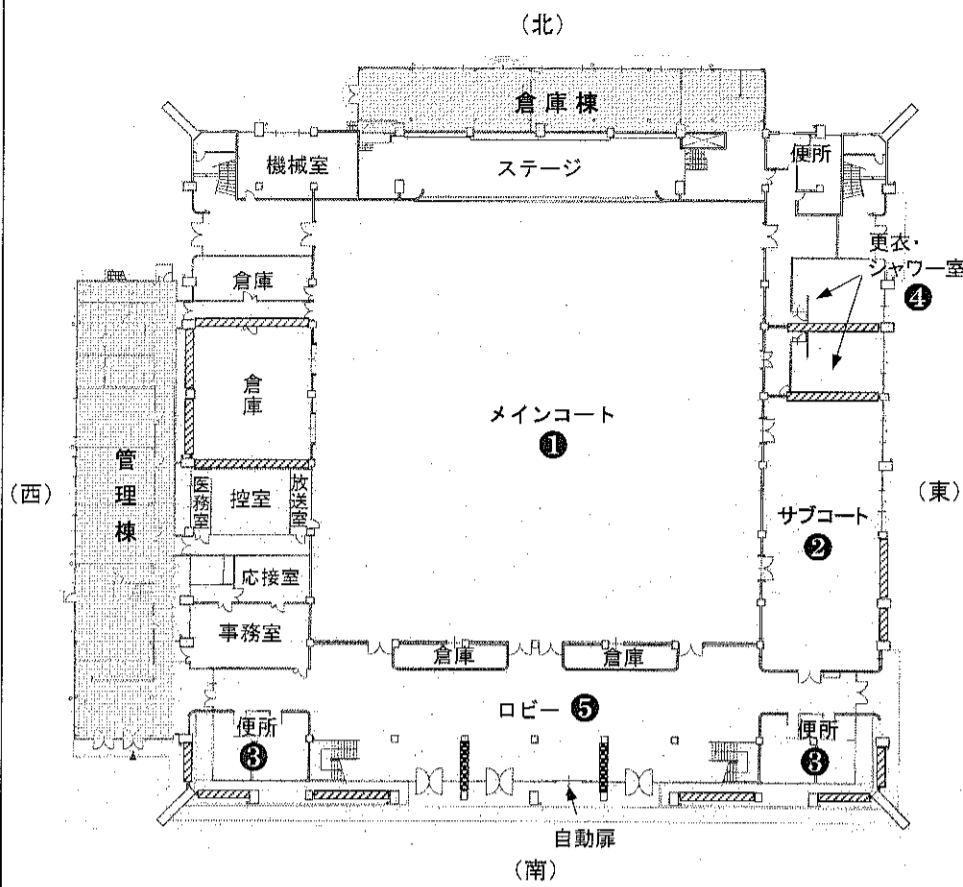 (北)
倉庫棟
機械室
ステージ
便所
更衣・
シャワー室
❹
倉庫
倉庫
メインコート
❶
管理棟
(西)
医務室
控室
放送室
(東)
サブコート
❷
応接室
事務室
倉庫
倉庫
ロビー ❺
便所
❸
便所
❸
自動扉
(南)